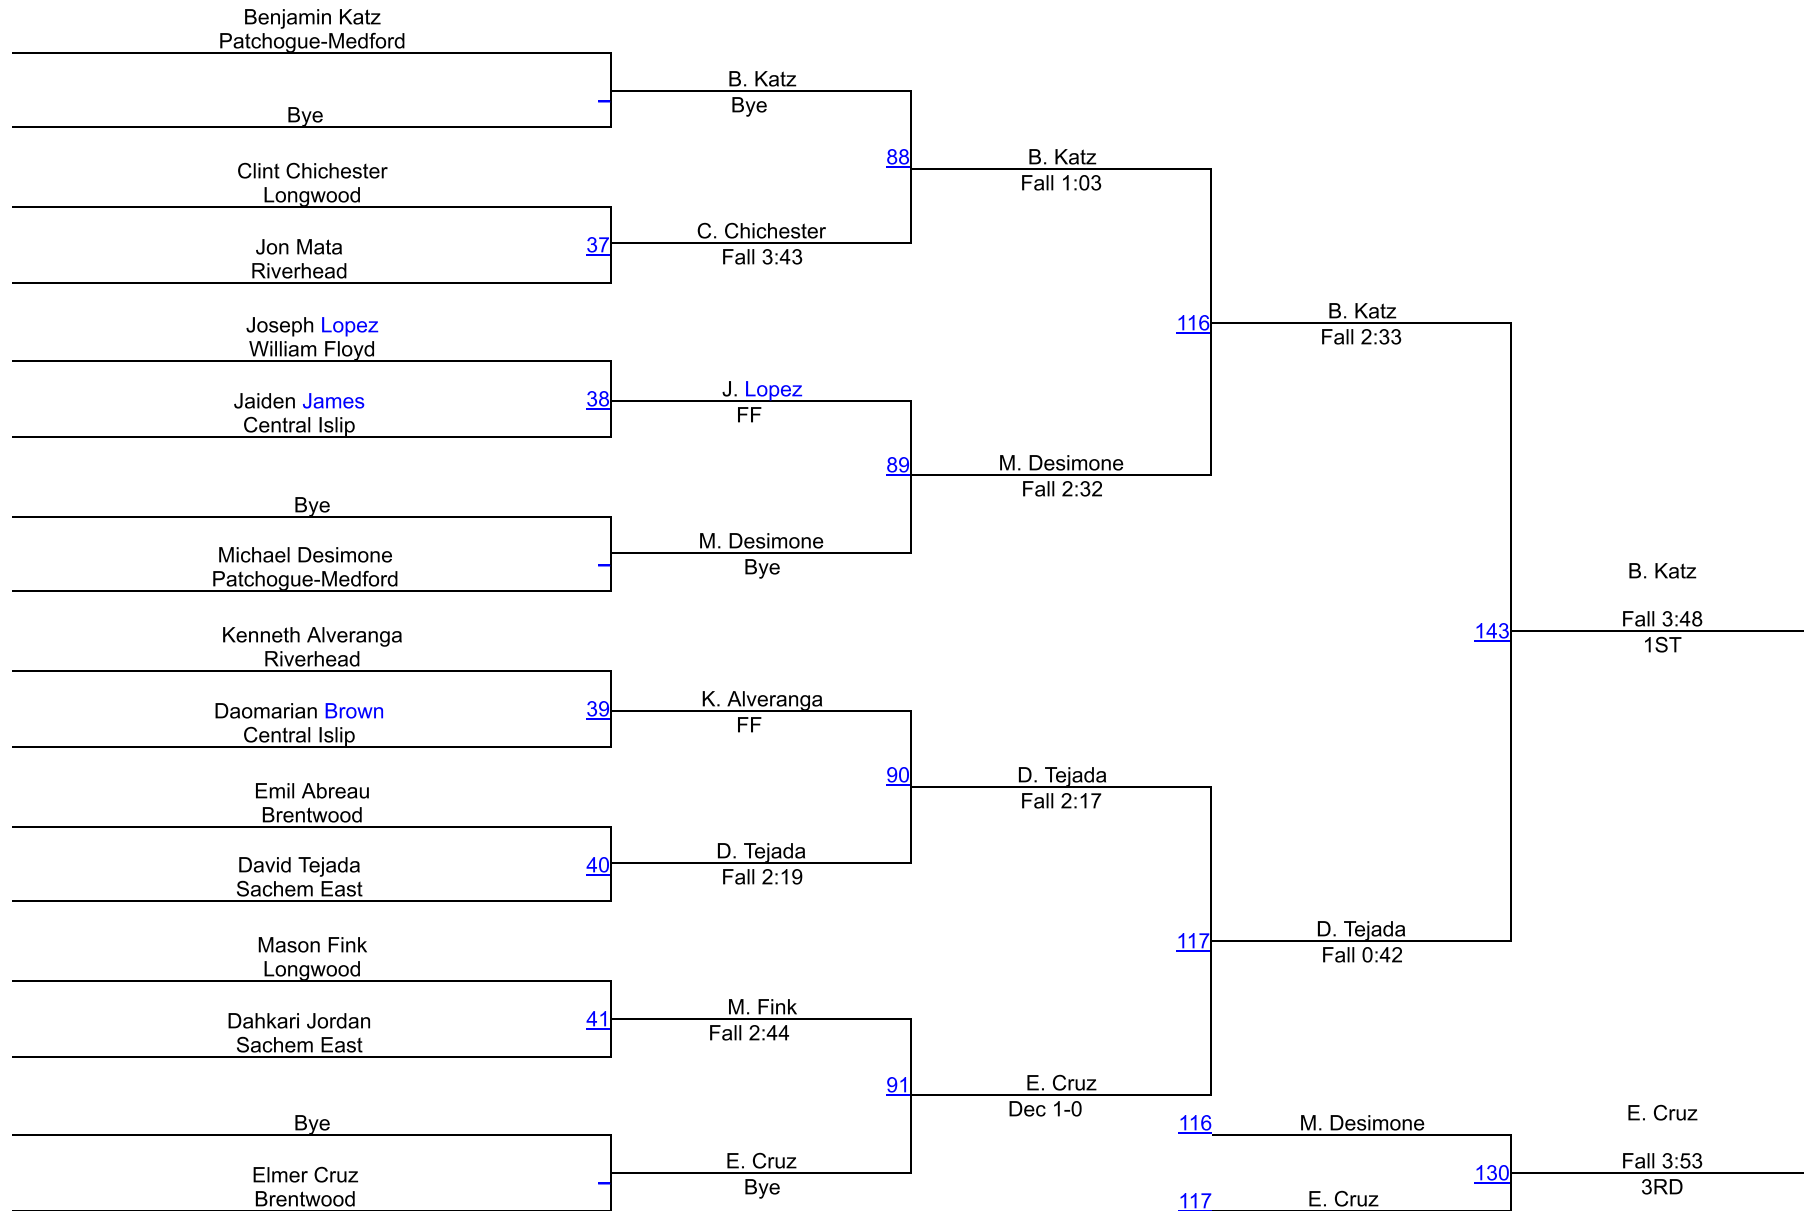 Benjamin Katz
Patchogue-Medford
Bye
Clint Chichester
Longwood
Jon Mata
Riverhead
Joseph Lopez
William Floyd
Jaiden James
Central Islip
Bye
Michael Desimone
Patchogue-Medford
Kenneth Alveranga
Riverhead
Daomarian Brown
Central Islip
Emil Abreau
Brentwood
David Tejada
Sachem East
Mason Fink
Longwood
Dahkari Jordan
Sachem East
Bye
Elmer Cruz
Brentwood
B. Katz
Bye
37
C. Chichester
Fall 3:43
38
J. Lopez
FF
M. Desimone
Bye
39
K. Alveranga
FF
40
D. Tejada
Fall 2:19
41
M. Fink
Fall 2:44
E. Cruz
Bye
88
B. Katz
Fall 1:03
89
M. Desimone
Fall 2:32
90
D. Tejada
Fall 2:17
91
E. Cruz
Dec 1-0
116
B. Katz
Fall 2:33
117
D. Tejada
Fall 0:42
143
B. Katz
Fall 3:48
1ST
116
M. Desimone
117
E. Cruz
130
E. Cruz
Fall 3:53
3RD